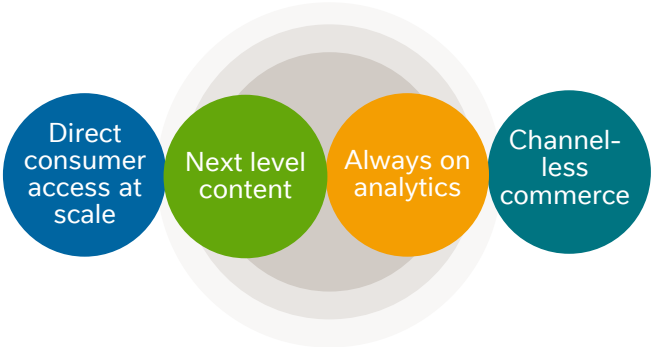 Direct
consumer
access at
scale
Next level
content
Always on
analytics
Channel-
less
commerce